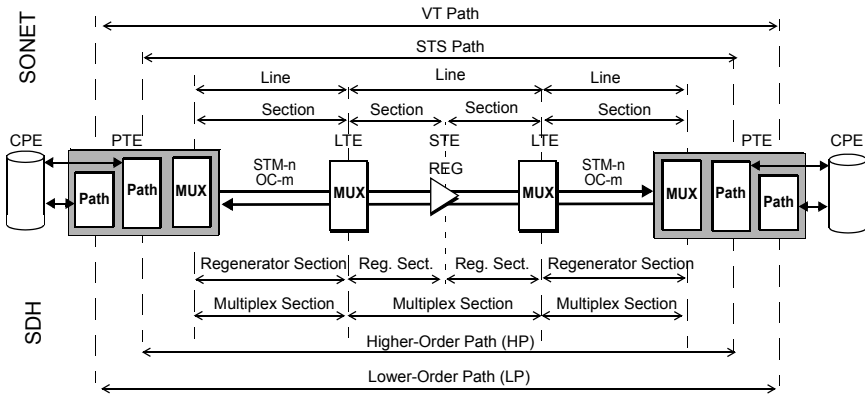 SONET
VT Path
STS Path
Line Line Line
Section Section Section Section
CPE PTE LTE STE LTE PTE CPE
REG
STM-n STM-n
OC-m OC-m
Path Path MUX MUX MUX MUX Path Path
Regenerator Section Reg. Sect. Reg. Sect. Regenerator Section
Multiplex Section Multiplex Section Multiplex Section
SDH
Higher-Order Path (HP)
Lower-Order Path (LP)